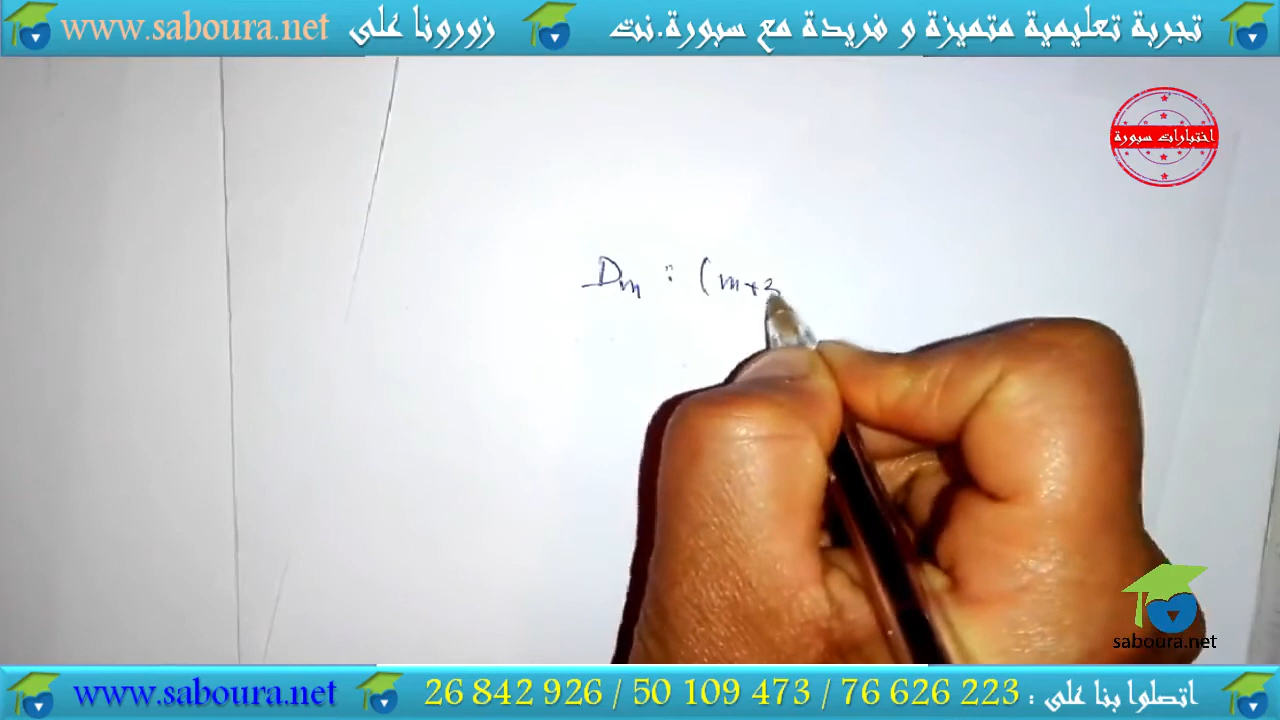 تجربة تعليمية متميزة و فريدة مع سبورة.نت زورونا على www.saboura.net
اختبارات سبورة
Dm : (m+3
saboura.net
اتصلوا بنا على : 26 842 926 / 50 109 473 / 76 626 223 www.saboura.net